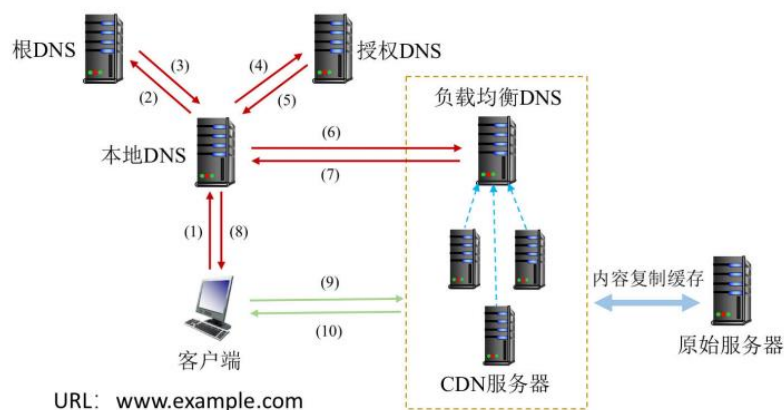 根DNS
(3)
(2)
(4)
(5)
授权DNS
本地DNS
(6)
(7)
负载均衡DNS
(1)
(8)
(9)
(10)
客户端
CDN服务器
内容复制缓存
原始服务器
URL: www.example.com